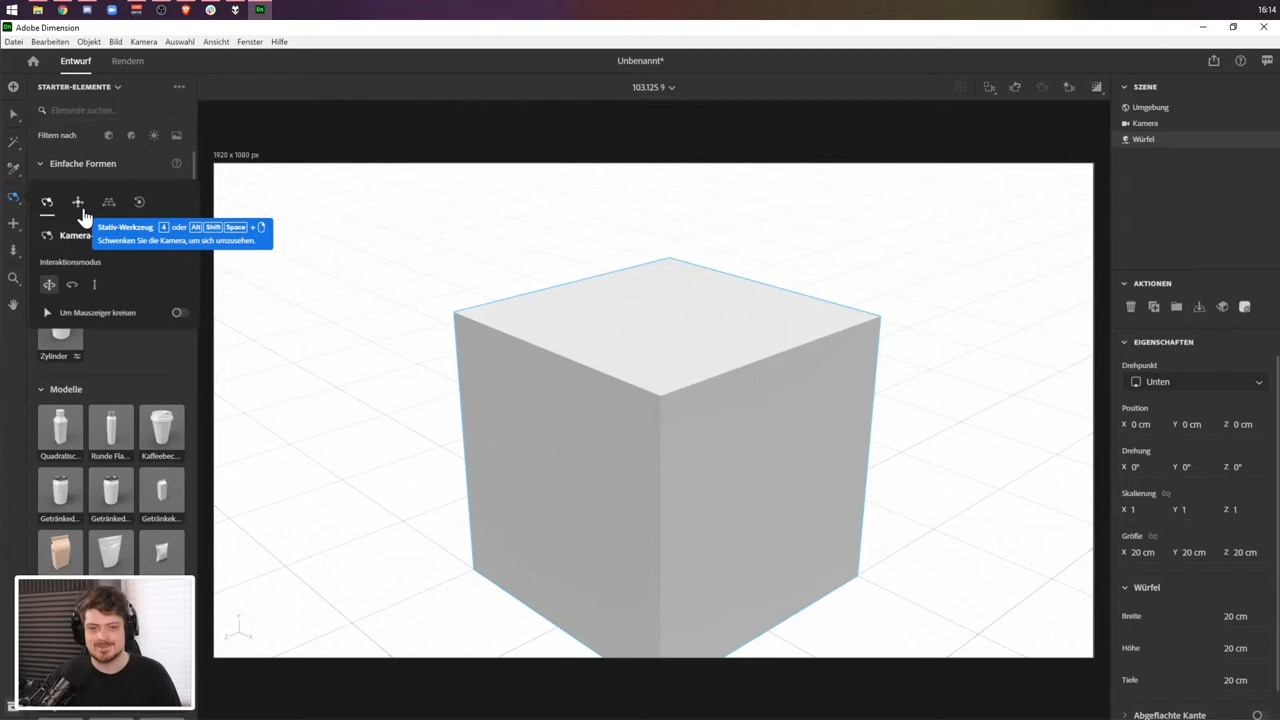 16:14
Adobe Dimension
Datei Bearbeiten Objekt Bild Kamera Auswahl Ansicht Fenster Hilfe
Entwurf Rendern Unbenannt*
STARTER-ELEMENTE
103.125 9
Elemente suchen...
Filtern nach
1920 x 1080 px
Einfache Formen
Stativ-Werkzeug 4 oder Alt Shift Space +
Schwenken Sie die Kamera, um sich umzusehen.
Kamera
Interaktionsmodus
Um Mauszeiger kreisen
Zylinder
Modelle
Quadratisc... Runde Fla... Kaffeebec...
Getränked... Getränked... Getränkek...
Y
Z X
SZENE
Umgebung
Kamera
Würfel
AKTIONEN
EIGENSCHAFTEN
Drehpunkt
Unten
Position
X 0 cm Y 0 cm Z 0 cm
Drehung
X 0° Y 0° Z 0°
Skalierung
X 1 Y 1 Z 1
Größe
X 20 cm Y 20 cm Z 20 cm
Würfel
Breite 20 cm
Höhe 20 cm
Tiefe 20 cm
Abgeflachte Kante